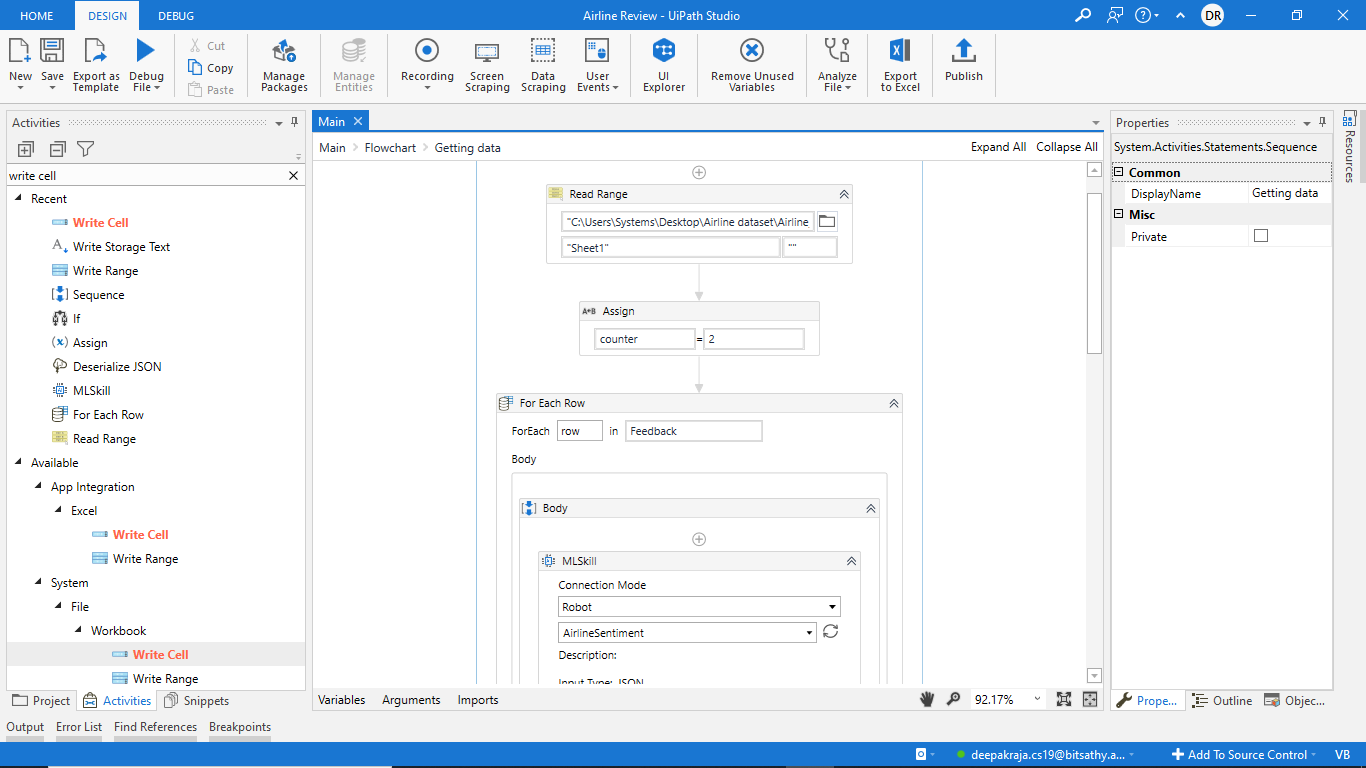 HOME DESIGN DEBUG Airline Review - UiPath Studio DR
New Save Export as Template Debug File Cut Copy Paste Manage Packages Manage Entities Recording Screen Scraping Data Scraping User Events UI Explorer Remove Unused Variables Analyze File Export to Excel Publish
Activities
write cell
Recent
Write Cell
Write Storage Text
Write Range
Sequence
If
Assign
Deserialize JSON
MLSkill
For Each Row
Read Range
Available
App Integration
Excel
Write Cell
Write Range
System
File
Workbook
Write Cell
Write Range
Project Activities Snippets
Main
Main Flowchart Getting data Expand All Collapse All
Read Range
"C:\Users\Systems\Desktop\Airline dataset\Airline
"Sheet1" ""
A+B Assign
counter = 2
For Each Row
ForEach row in Feedback
Body
Body
MLSkill
Connection Mode
Robot
AirlineSentiment
Description:
Input Type: JSON
Variables Arguments Imports 92.17%
Properties
System.Activities.Statements.Sequence
Common
DisplayName Getting data
Misc
Private
Resources
Prope... Outline Objec...
Output Error List Find References Breakpoints
deepakraja.cs19@bitsathy.a... Add To Source Control VB